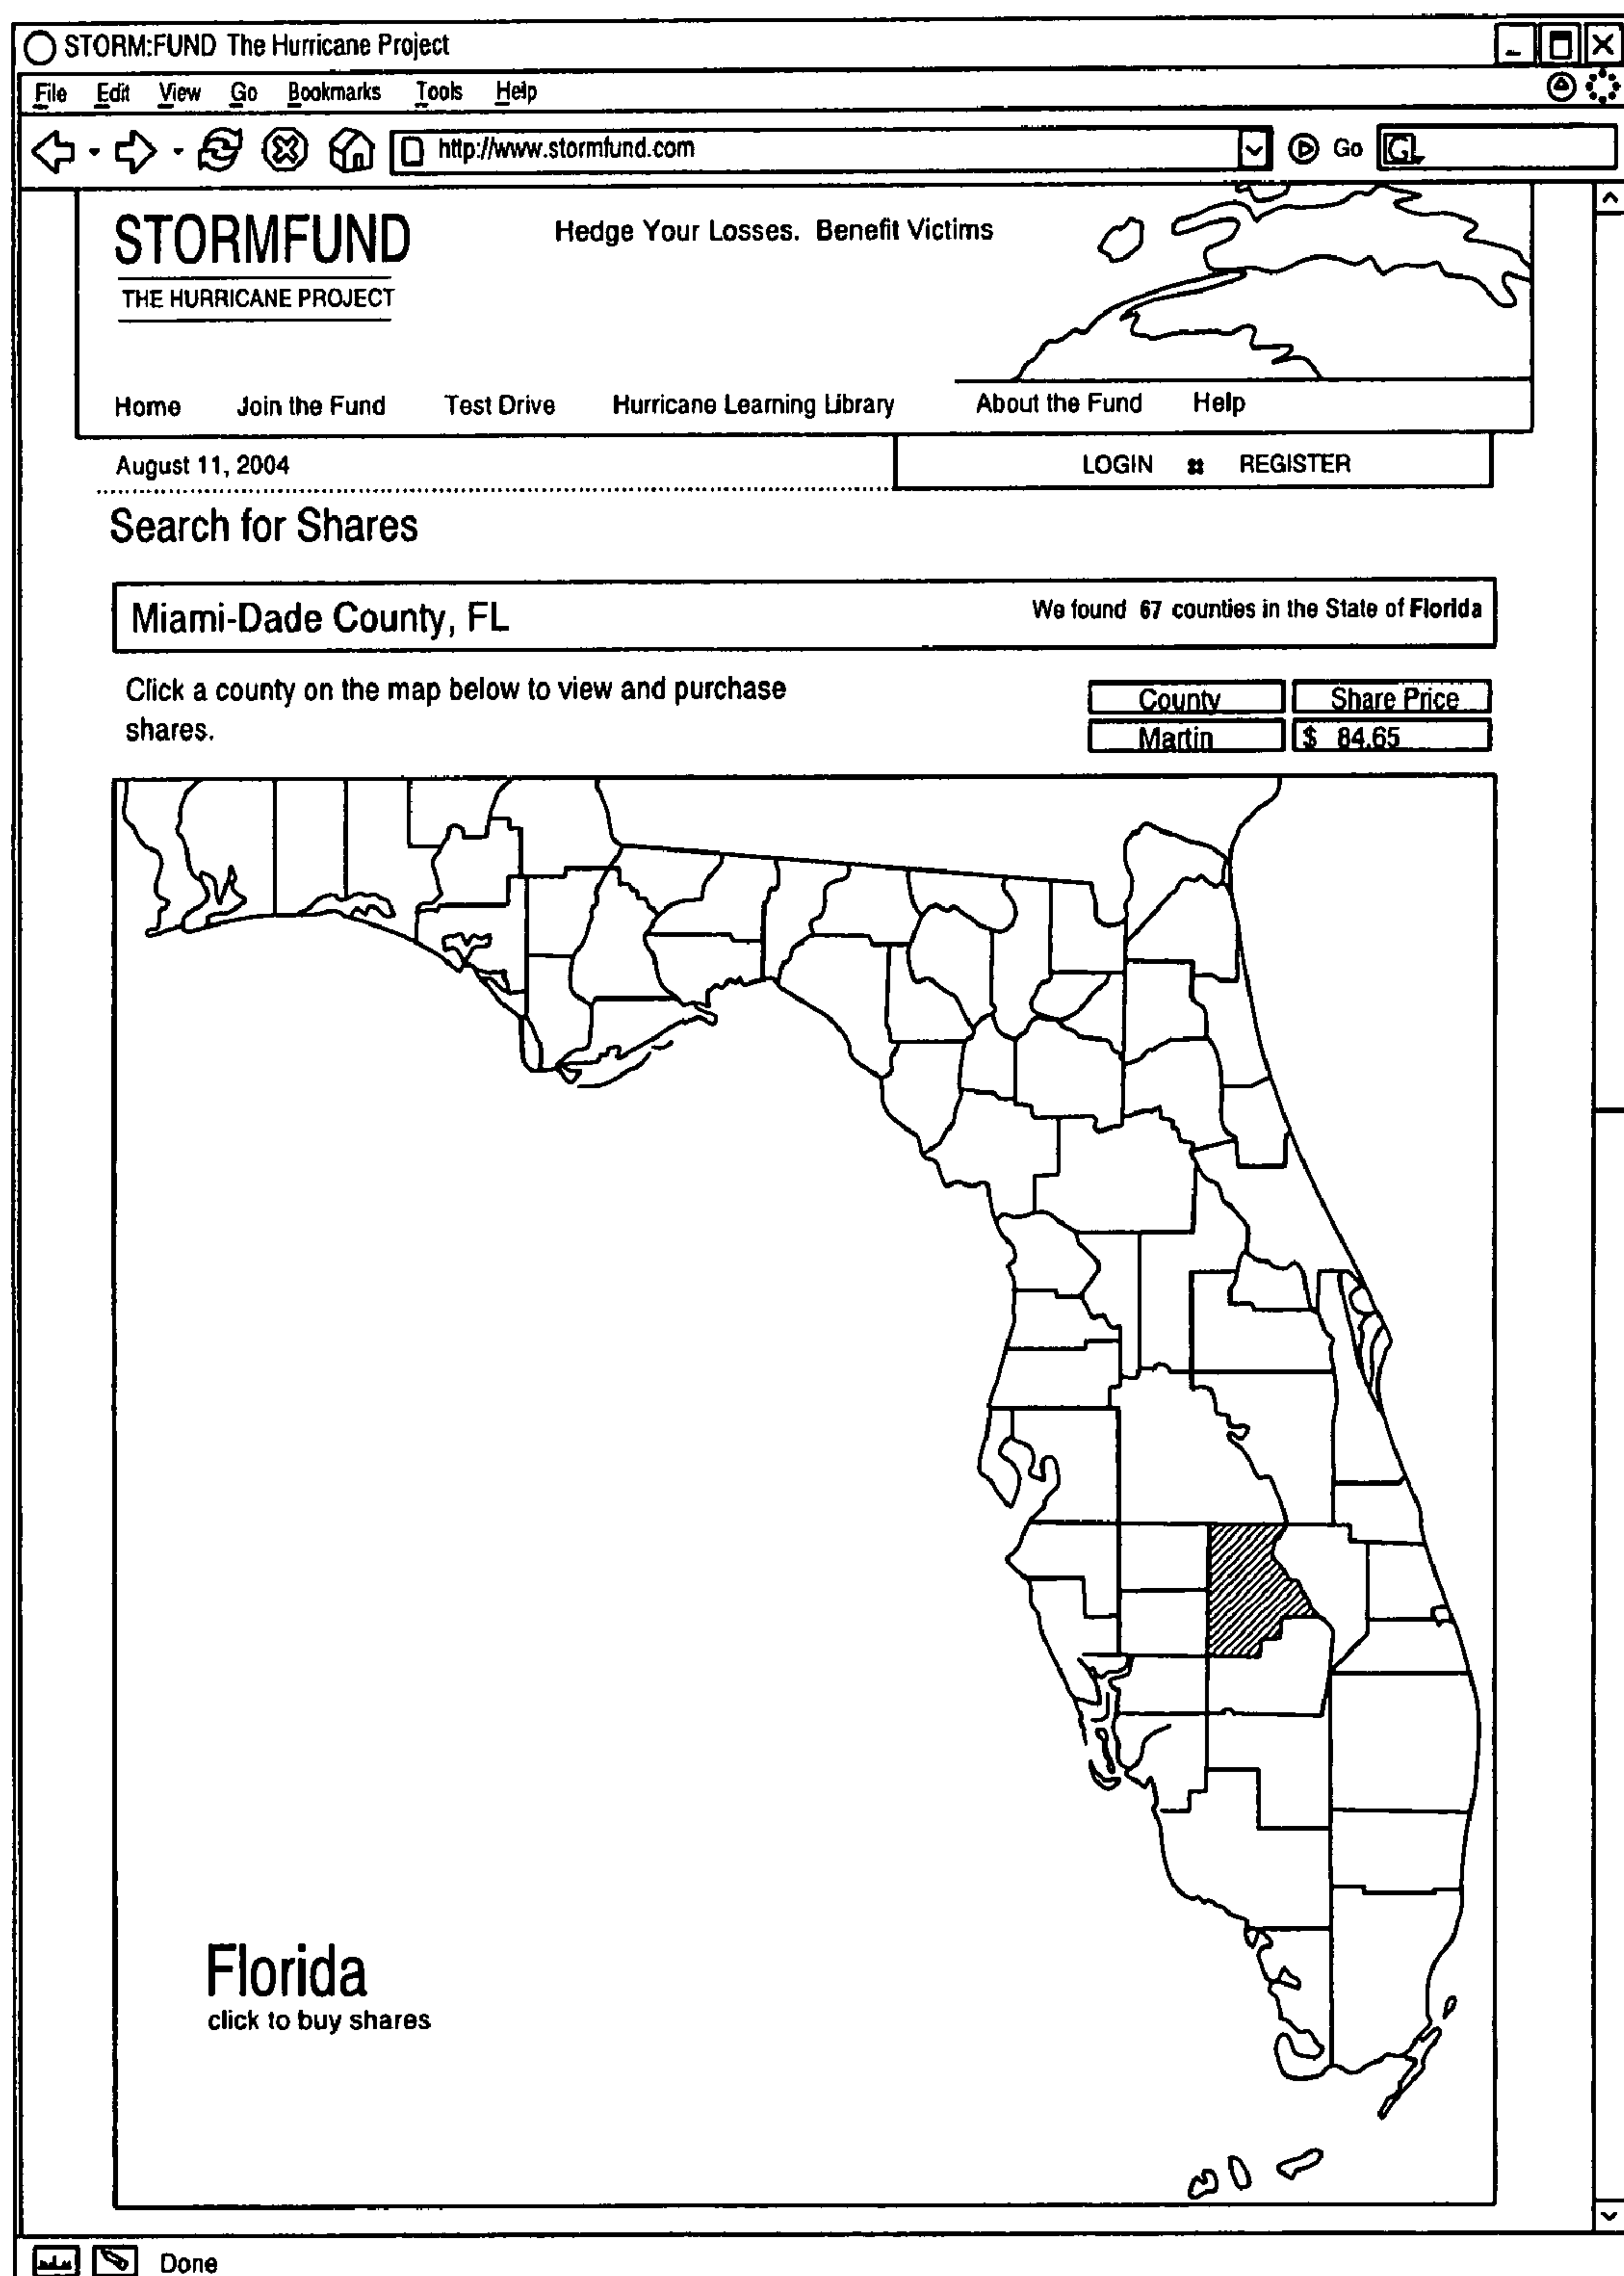 STORM:FUND The Hurricane Project
File Edit View Go Bookmarks Tools Help
http://www.stormfund.com Go G
STORMFUND
Hedge Your Losses. Benefit Victims
THE HURRICANE PROJECT
Home Join the Fund Test Drive Hurricane Learning Library About the Fund Help
August 11, 2004 LOGIN REGISTER
Search for Shares
Miami-Dade County, FL We found 67 counties in the State of Florida
Click a county on the map below to view and purchase
shares.
County Share Price
Martin $ 84.65
Florida
click to buy shares
Done